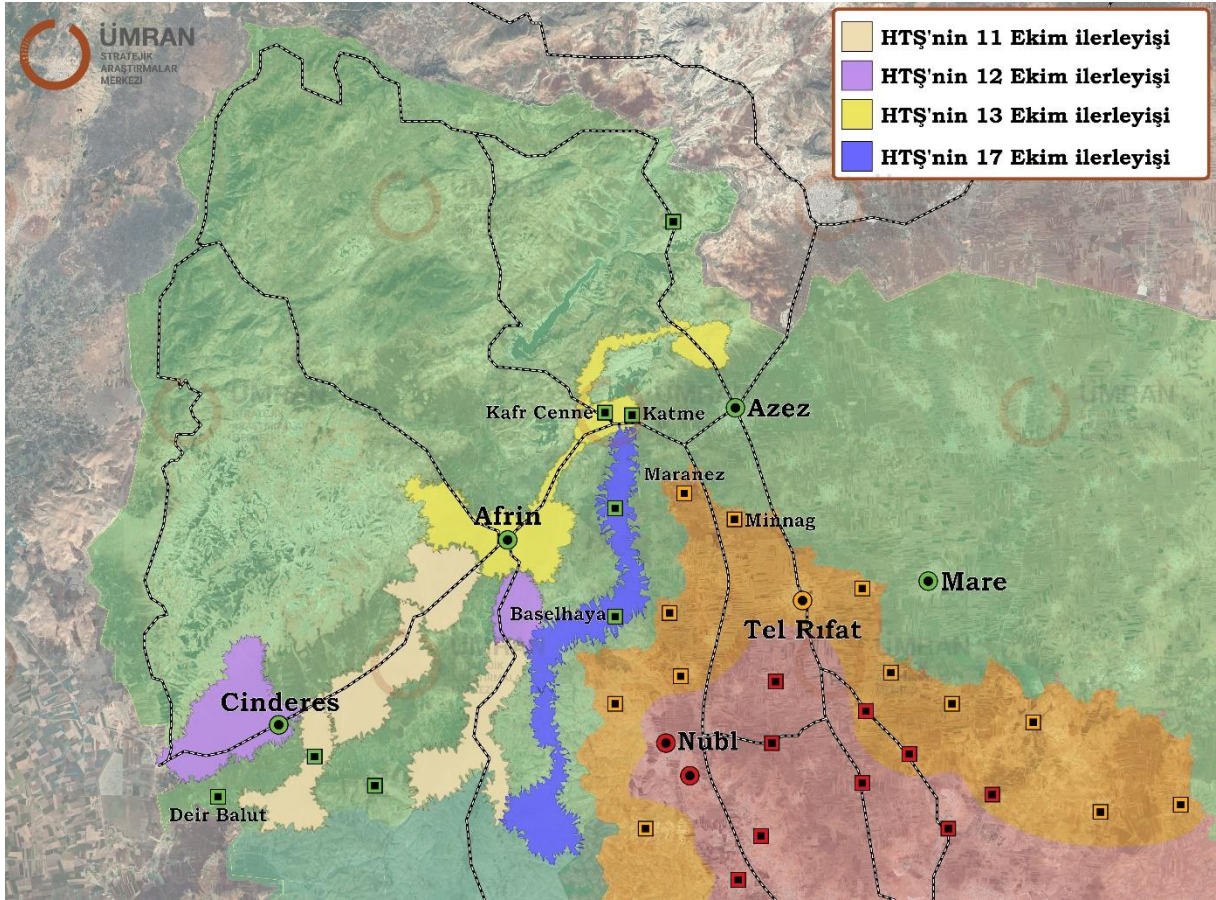 ÜMRAN
STRATEJİK
ARAŞTIRMALAR
MERKEZİ
HTŞ'nin 11 Ekim ilerleyişi
HTŞ'nin 12 Ekim ilerleyişi
HTŞ'nin 13 Ekim ilerleyişi
HTŞ'nin 17 Ekim ilerleyişi
Kafr Cenne
Katme
Azez
Maranez
Minnag
Afrin
Mare
Baselhaya
Tel Rıfat
Cinderes
Nubl
Deir Balut